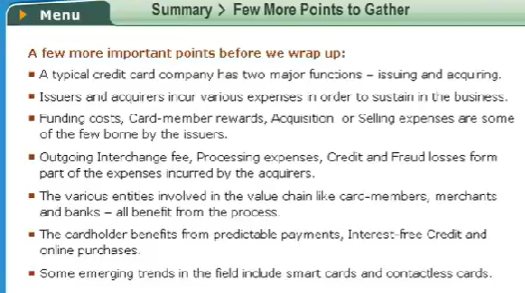 Menu
Summary > Few More Points to Gather
A few more important points before we wrap up:
A typical credit card company has two major functions – issuing and acquiring.
Issuers and acquirers incur various expenses in order to sustain in the business.
Funding costs, Card-member rewards, Acquisition or Selling expenses are some
of the few borne by the issuers.
Outgoing Interchange fee, Processing expenses, Credit and Fraud losses form
part of the expenses incurred by the acquirers.
The various entities involved in the value chain like card-members, merchants
and banks – all benefit from the process.
The cardholder benefits from predictable payments, Interest-free Credit and
online purchases.
Some emerging trends in the field include smart cards and contactless cards.